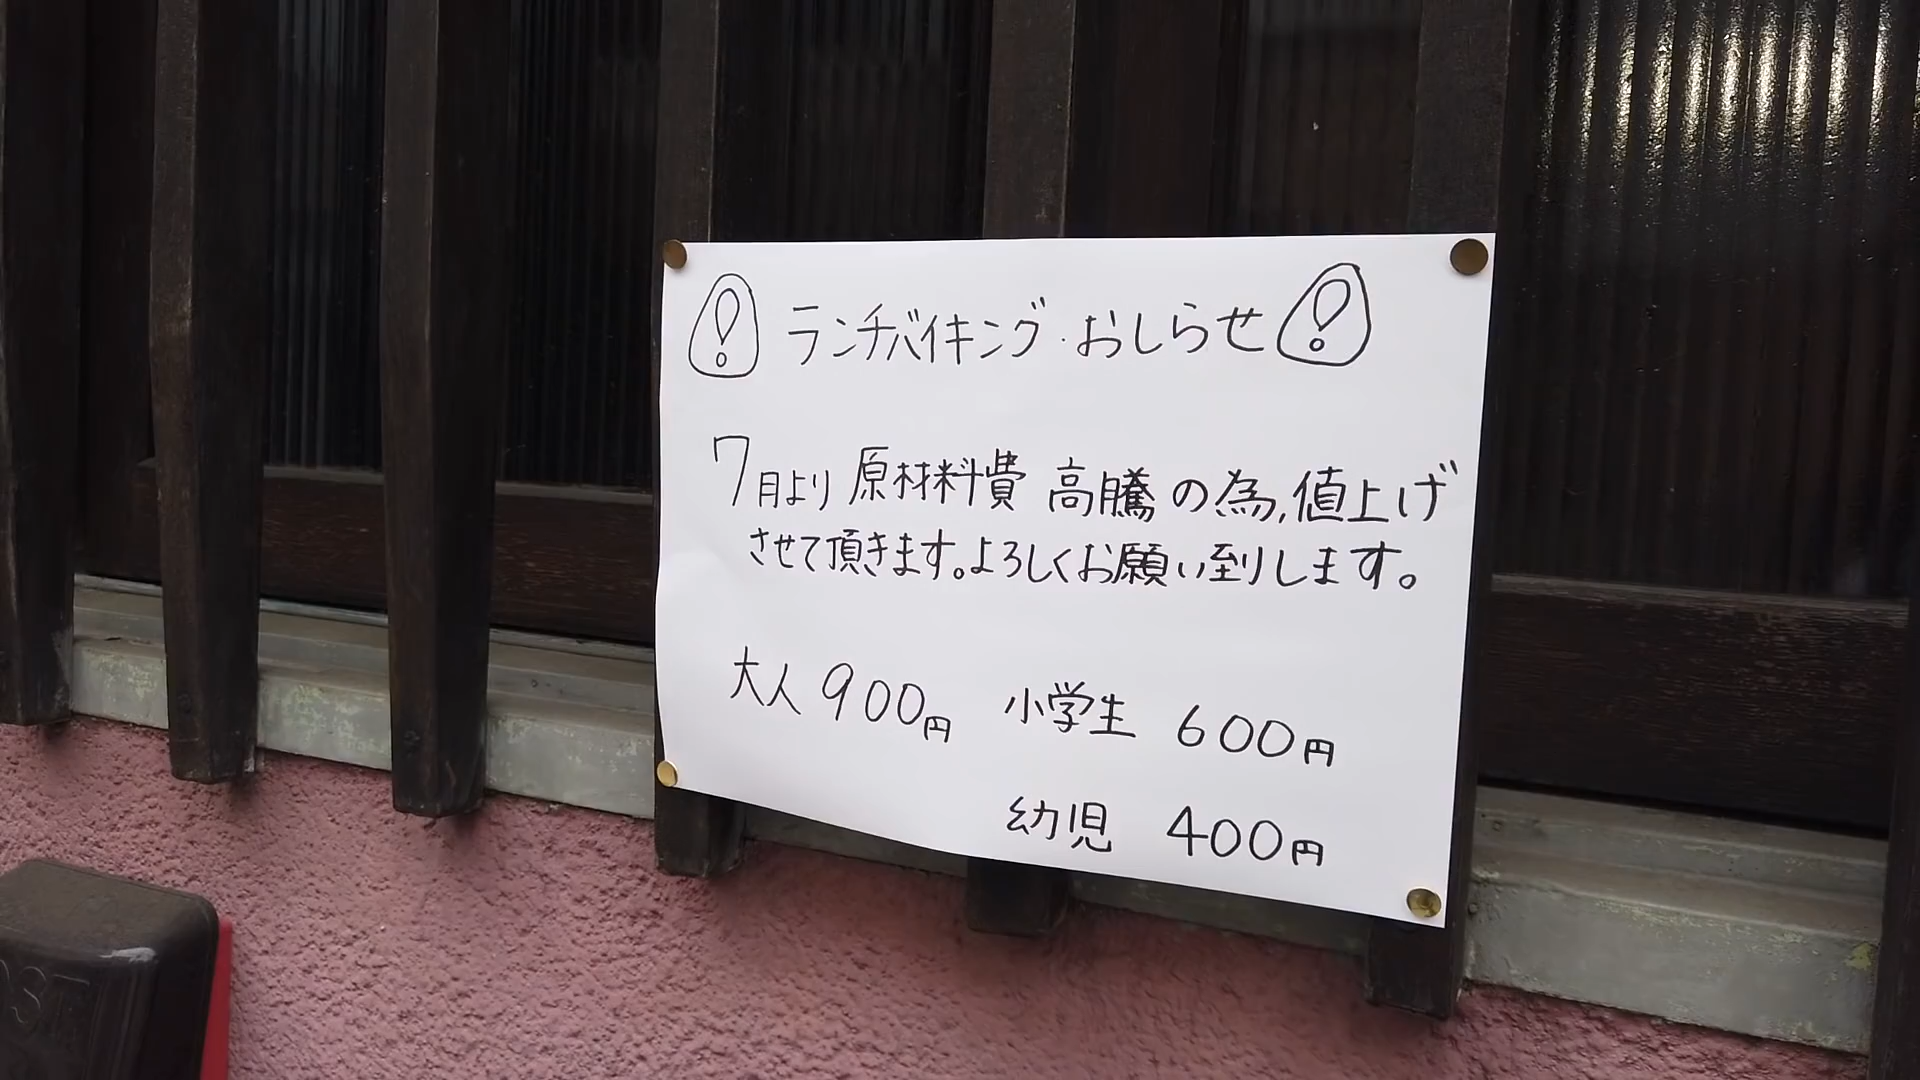 ランチバイキング・おしらせ
7月より 原材料費 高騰の為,値上げ
させて頂きます。よろしくお願い到します。
大人 900円 小学生 600円
幼児 400円